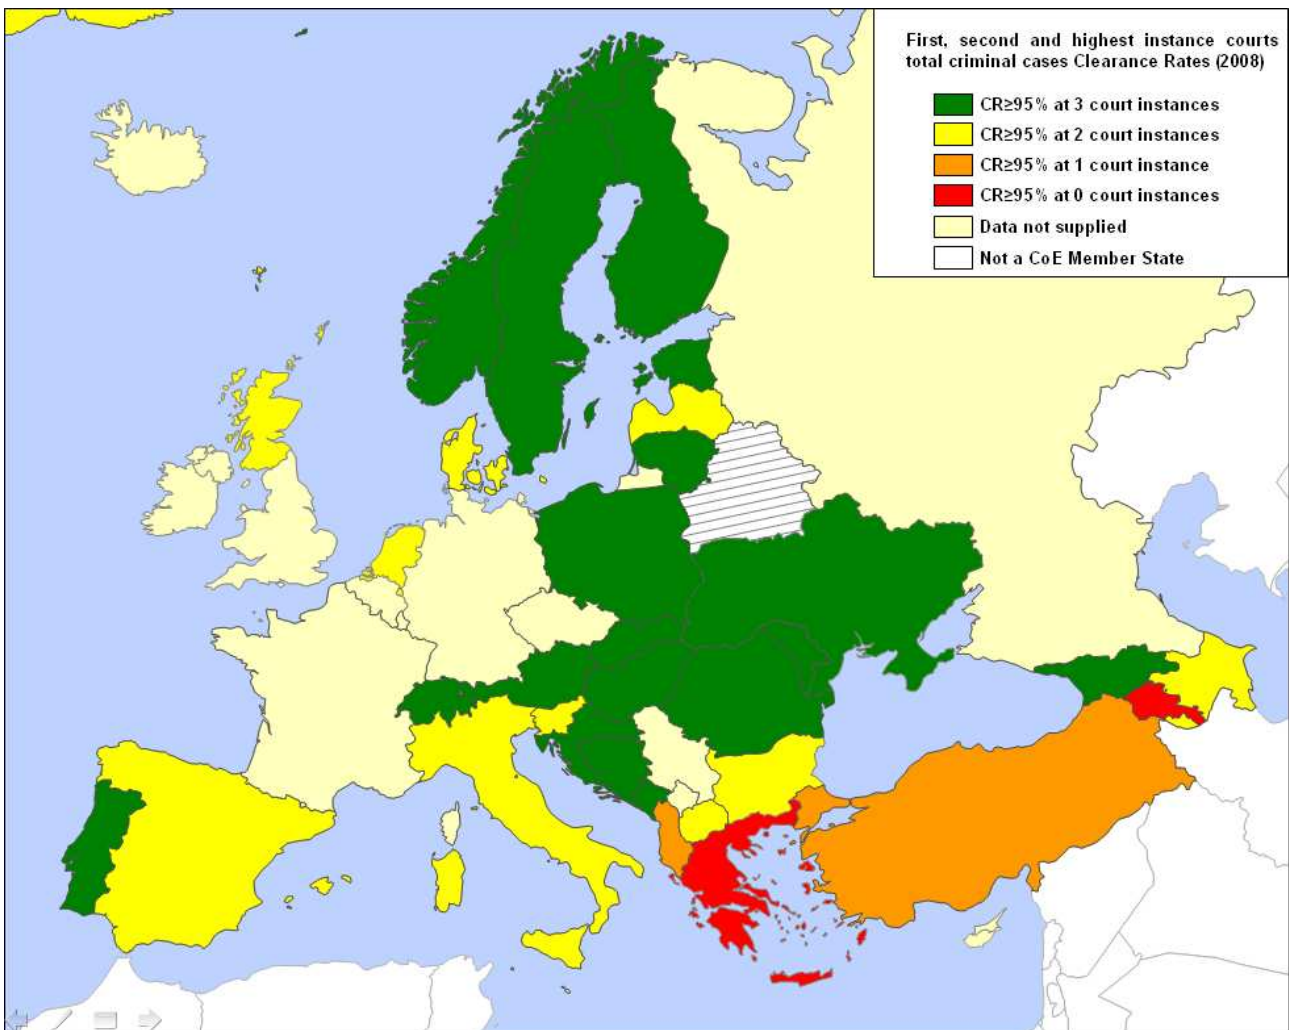 First, second and highest instance courts
total criminal cases Clearance Rates (2008)
CR≥95% at 3 court instances
CR≥95% at 2 court instances
CR≥95% at 1 court instance
CR≥95% at 0 court instances
Data not supplied
Not a CoE Member State